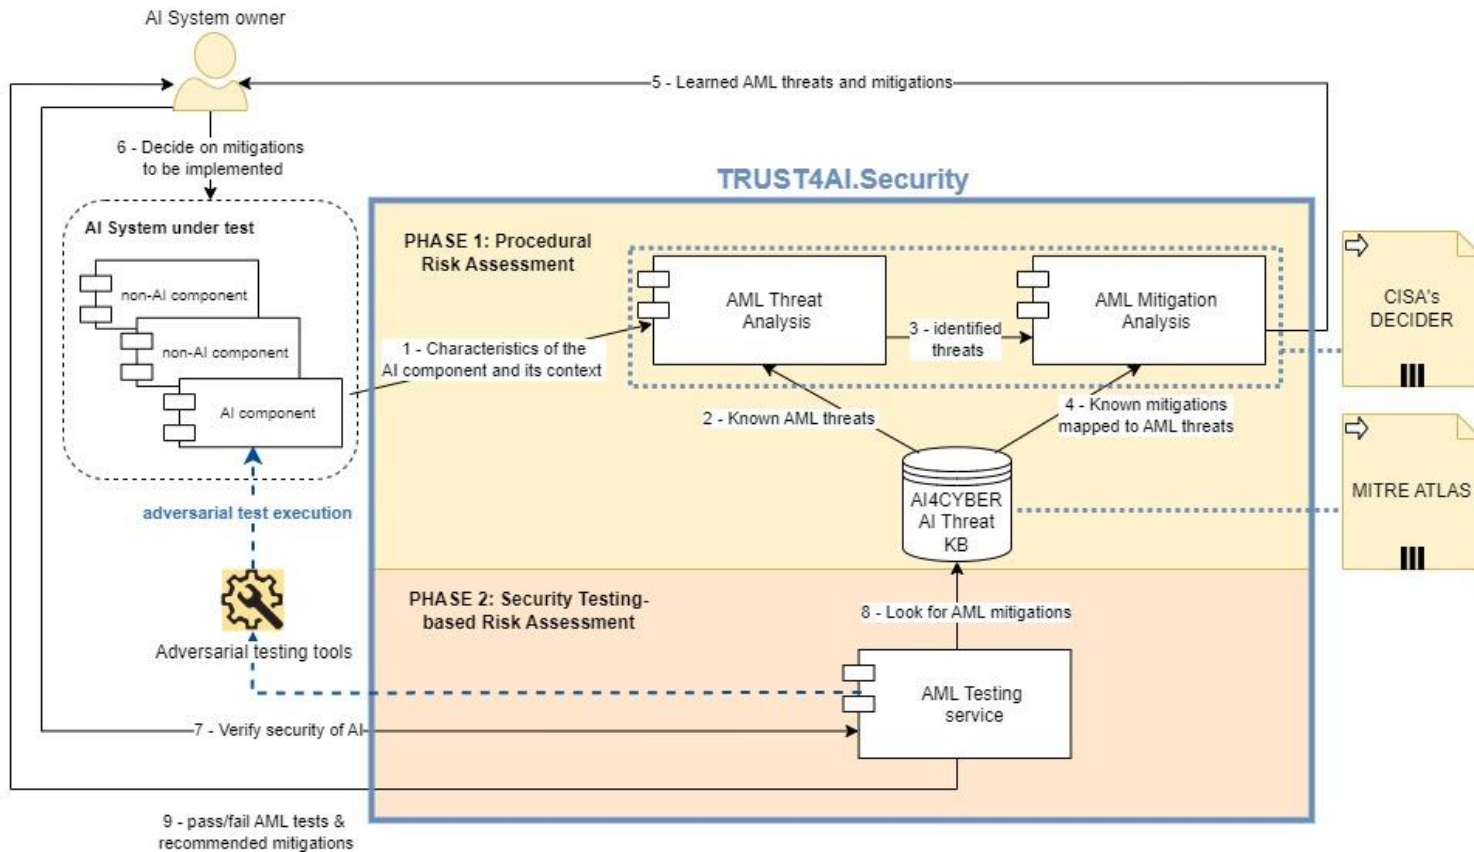 AI System owner
5 - Learned AML threats and mitigations
6 - Decide on mitigations
to be implemented
TRUST4AI.Security
AI System under test
non-AI component
non-AI component
AI component
PHASE 1: Procedural
Risk Assessment
AML Threat
Analysis
AML Mitigation
Analysis
3 - identified
threats
1 - Characteristics of the
AI component and its context
2 - Known AML threats
4 - Known mitigations
mapped to AML threats
CISA's
DECIDER
MITRE ATLAS
AI4CYBER
AI Threat
KB
adversarial test execution
Adversarial testing tools
PHASE 2: Security Testing-
based Risk Assessment
8 - Look for AML mitigations
AML Testing
service
7 - Verify security of AI
9 - pass/fail AML tests &
recommended mitigations